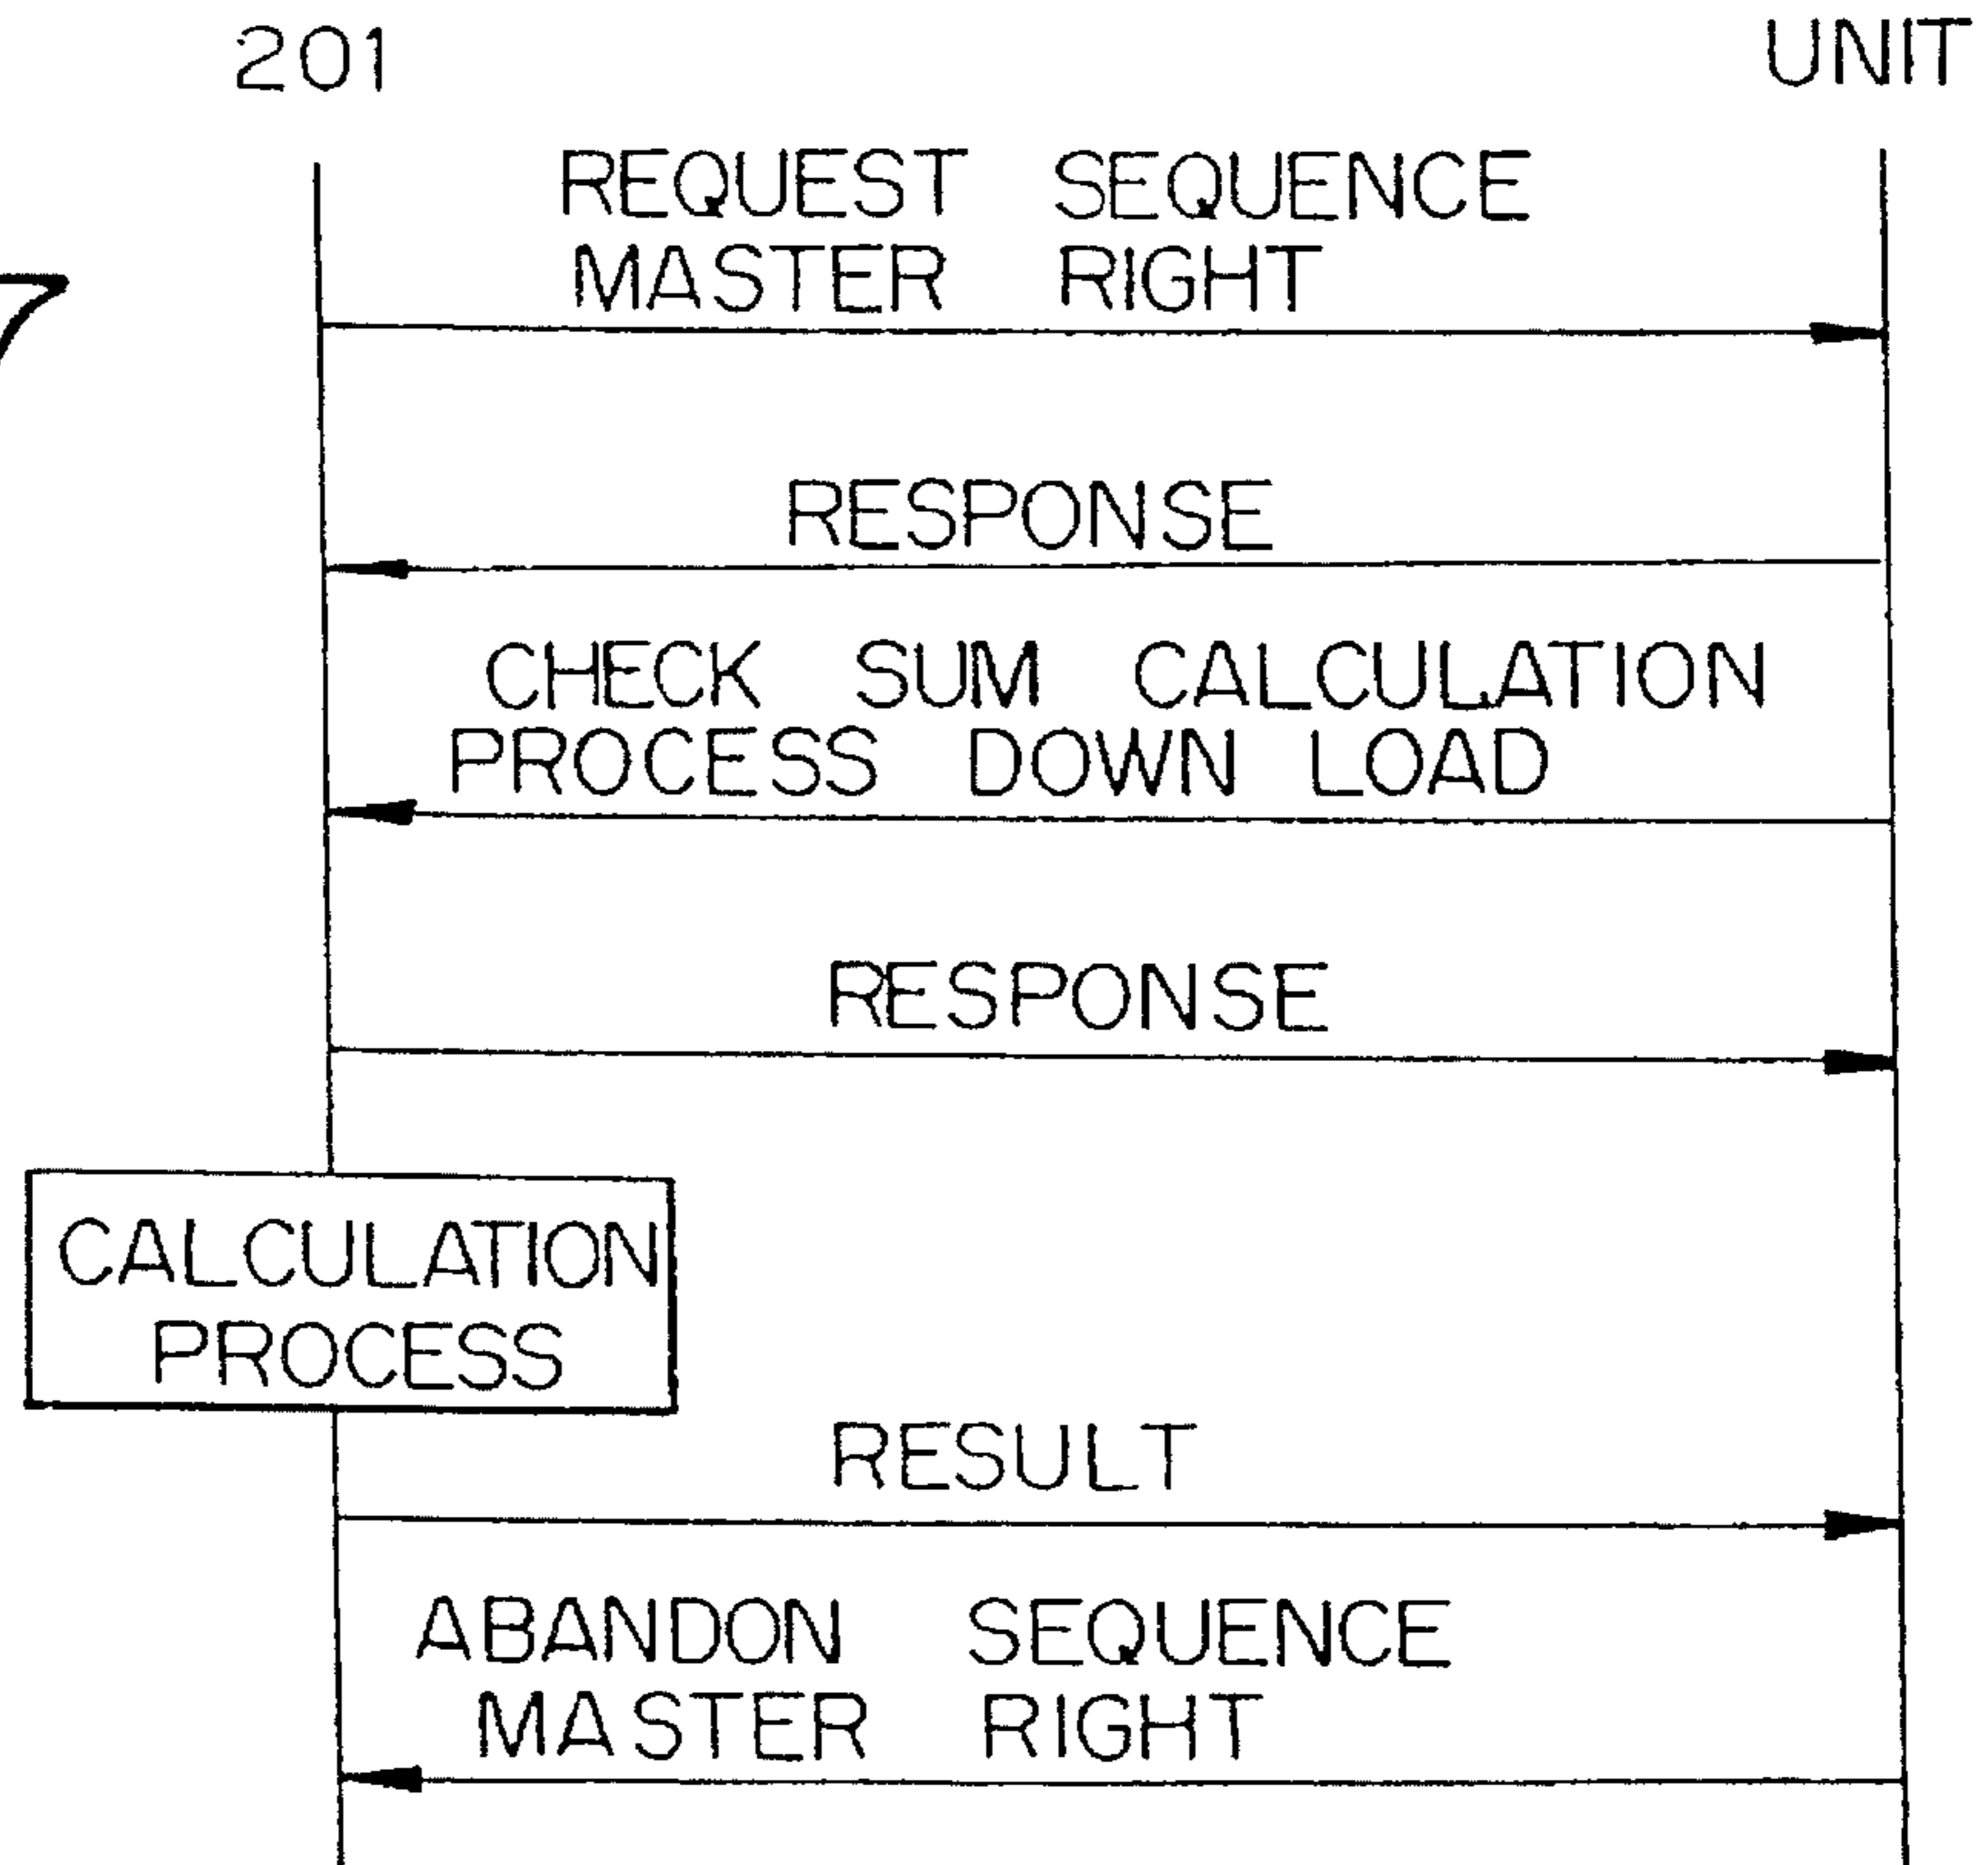 201 UNIT
REQUEST SEQUENCE
MASTER RIGHT
7
RESPONSE
CHECK SUM CALCULATION
PROCESS DOWN LOAD
RESPONSE
CALCULATION
PROCESS
RESULT
ABANDON SEQUENCE
MASTER RIGHT